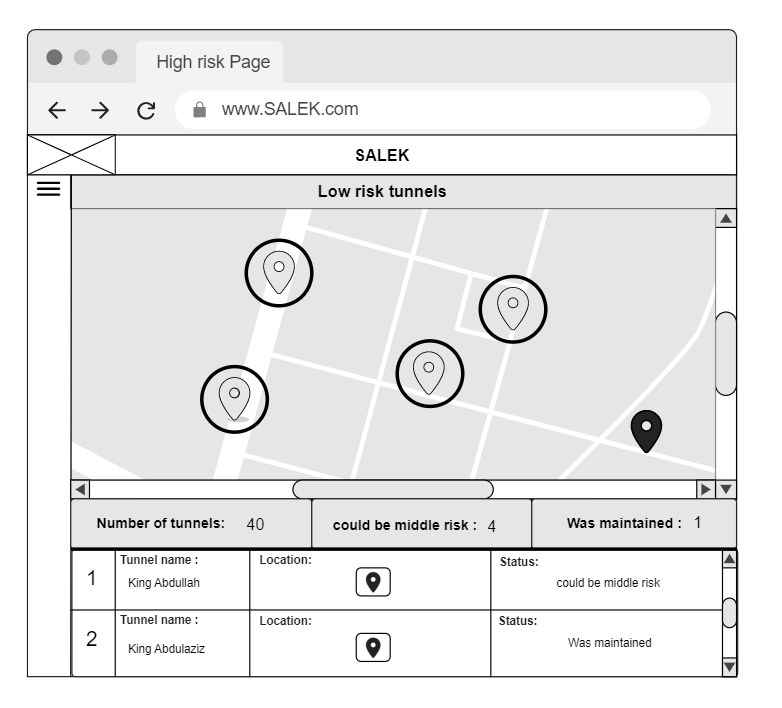 High risk Page
www.SALEK.com
SALEK
Low risk tunnels
Number of tunnels: 40
could be middle risk : 4
Was maintained : 1
1
Tunnel name :
King Abdullah
Location:
Status:
could be middle risk
2
Tunnel name :
King Abdulaziz
Location:
Status:
Was maintained